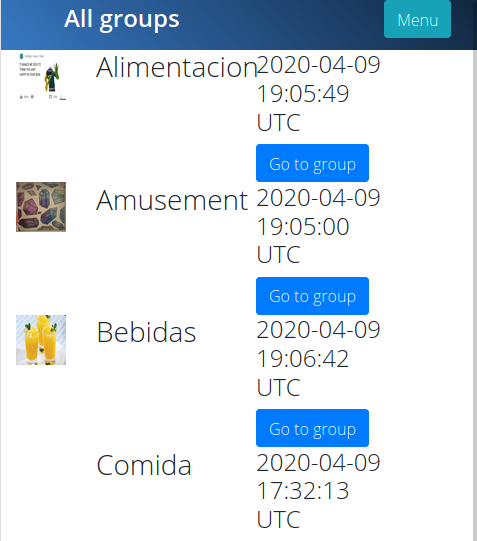 All groups
Menu
Alimentacion
2020-04-09
19:05:49
UTC
Go to group
Amusement
2020-04-09
19:05:00
UTC
Go to group
Bebidas
2020-04-09
19:06:42
UTC
Go to group
Comida
2020-04-09
17:32:13
UTC